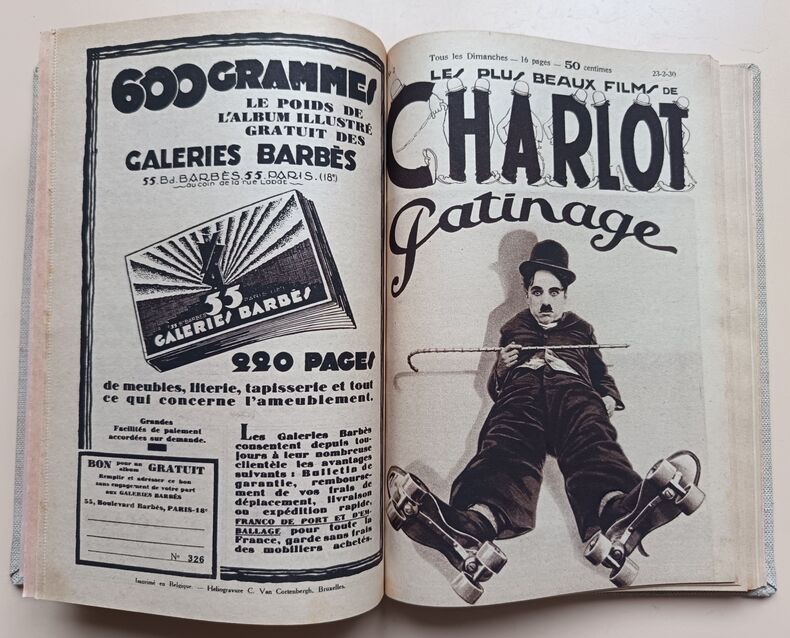 600 GRAMMES
LE POIDS DE
L'ALBUM ILLUSTRÉ
GRATUIT DES
GALERIES BARBÈS
55. Bd. BARBÈS. 55. PARIS. (18e)
au coin de la rue Labat
55
GALERIES BARBÈS
220 PAGES
de meubles, literie, tapisserie et tout
ce qui concerne l'ameublement.
Grandes
Facilités de paiement
accordées sur demande.
BON pour un album GRATUIT
Remplir et adresser ce bon
sans engagement de votre part
aux GALERIES BARBÈS
55, Boulevard Barbès, PARIS-18e
No 326
Les Galeries Barbès
consentent depuis tou-
jours à leur nombreuse
clientèle les avantages
suivants : Bulletin de
garantie, rembourse-
ment de vos frais de
déplacement, livraison
ou expédition rapide
FRANCO DE PORT ET D'EM-
BALLAGE pour toute la
France, garde sans frais
des mobiliers achetés.
Imprimé en Belgique. — Héliogravure C. Van Cortenbergh, Bruxelles.
Tous les Dimanches — 16 pages — 50 centimes
23-2-30
LES PLUS BEAUX FILMS DE
CHARLOT
Patinage